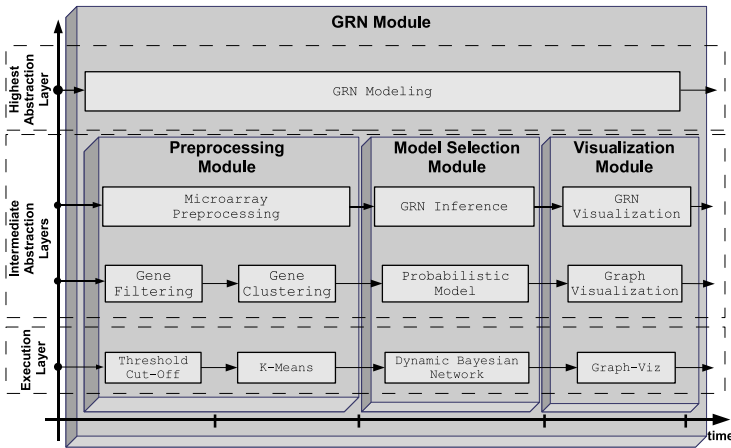 GRN Module
Highest
Abstraction
Layer
GRN Modeling
Intermediate
Abstraction
Layers
Preprocessing
Module
Model Selection
Module
Visualization
Module
Microarray
Preprocessing
GRN Inference
GRN
Visualization
Gene
Filtering
Gene
Clustering
Probabilistic
Model
Graph
Visualization
Execution
Layer
Threshold
Cut-Off
K-Means
Dynamic Bayesian
Network
Graph-Viz
time